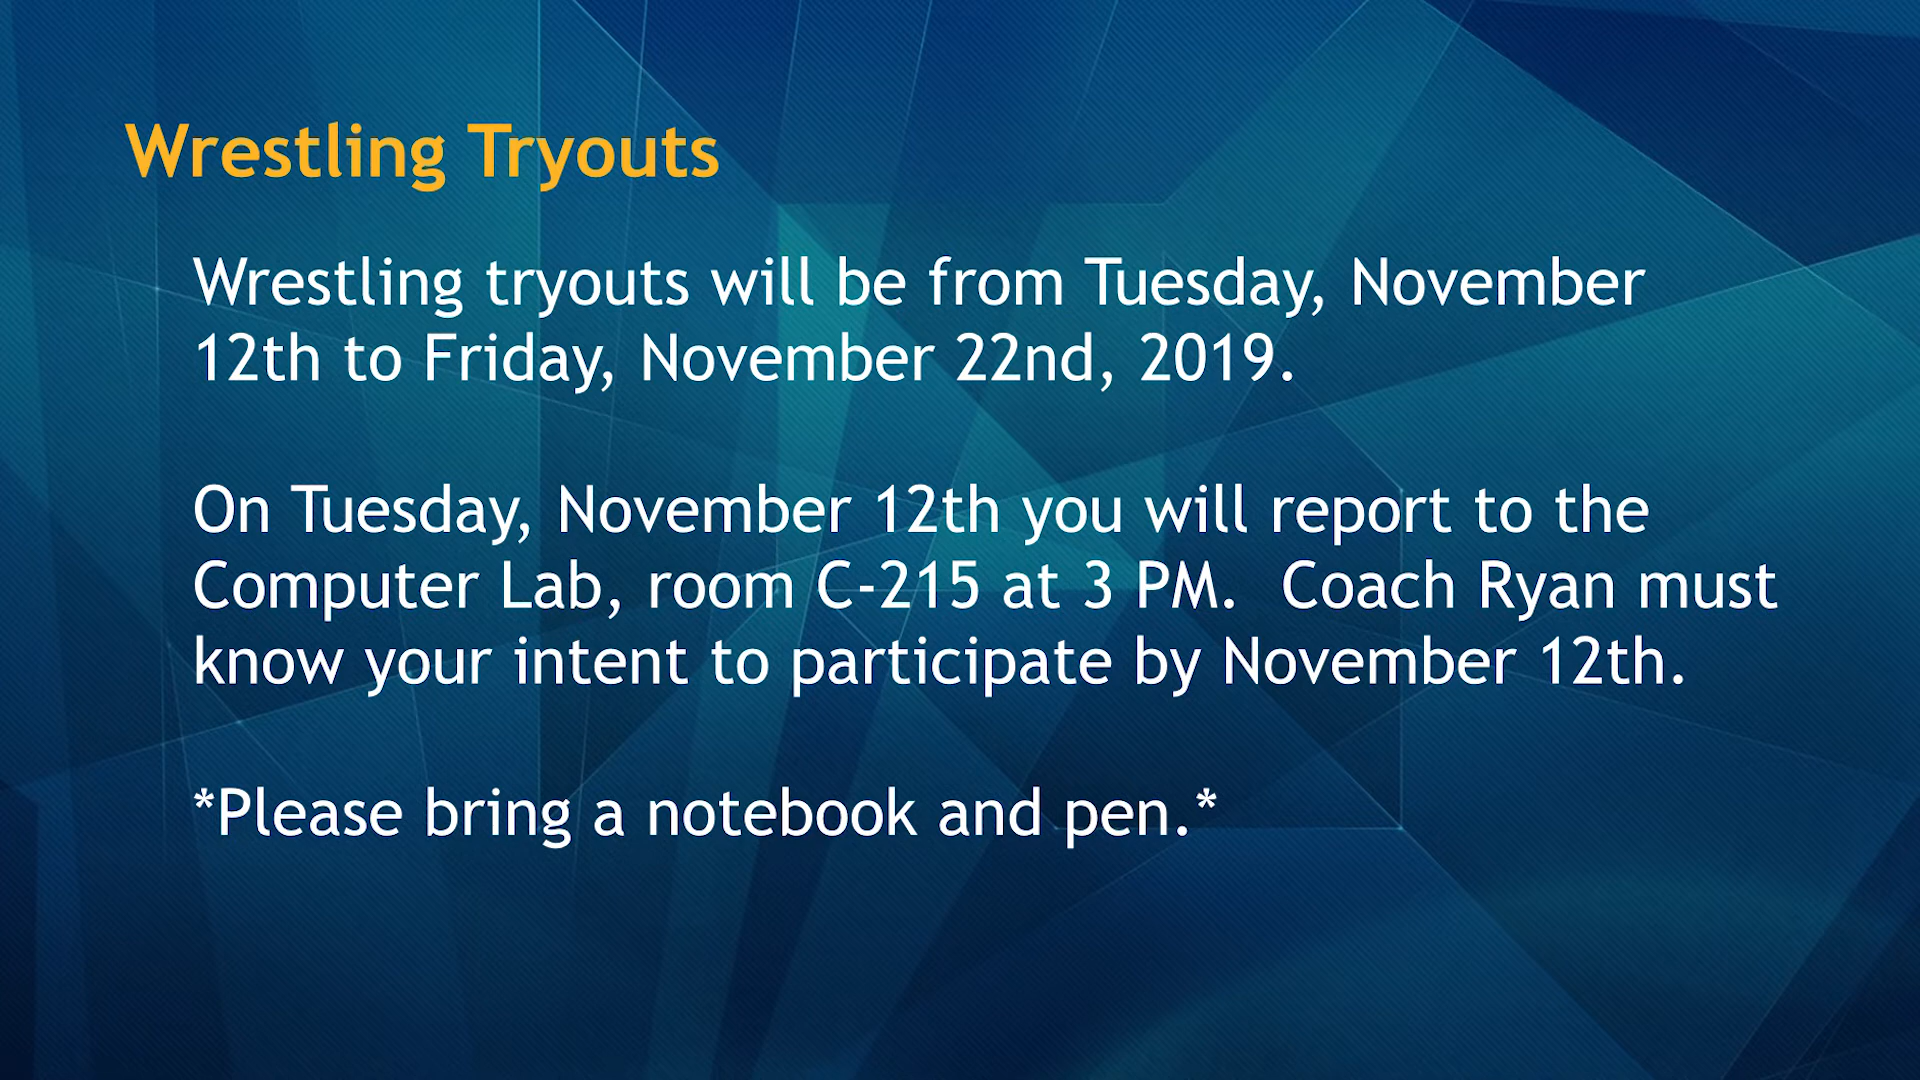 Wrestling Tryouts
Wrestling tryouts will be from Tuesday, November
12th to Friday, November 22nd, 2019.
On Tuesday, November 12th you will report to the
Computer Lab, room C-215 at 3 PM.  Coach Ryan must
know your intent to participate by November 12th.
*Please bring a notebook and pen.*